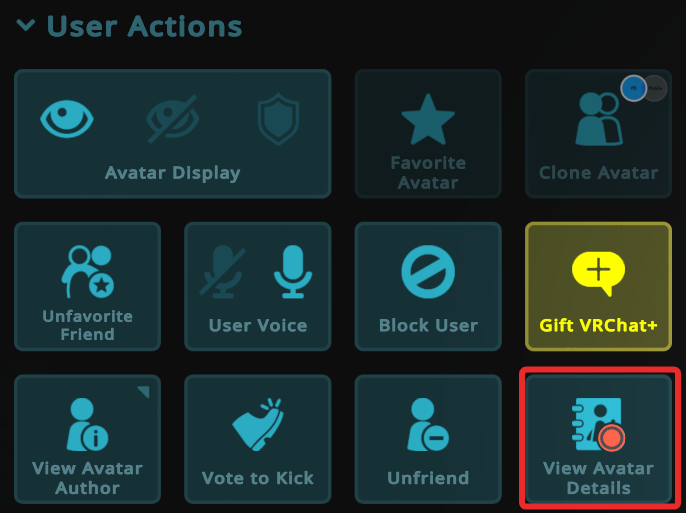 User Actions
Avatar Display
Favorite
Avatar
Clone Avatar
Unfavorite
Friend
User Voice
Block User
Gift VRChat+
View Avatar
Author
Vote to Kick
Unfriend
View Avatar
Details